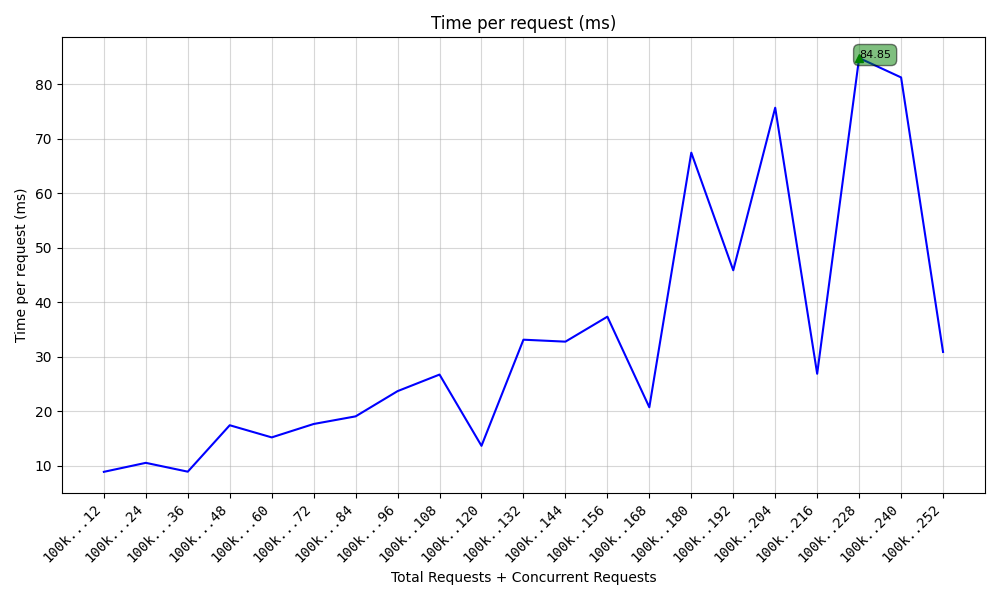 Time per request (ms)
84.85
Time per request (ms)
80
70
60
50
40
30
20
10
100k...12
100k...24
100k...36
100k...48
100k...60
100k...72
100k...84
100k...96
100k..108
100k..120
100k..132
100k..144
100k..156
100k..168
100k..180
100k..192
100k..204
100k..216
100k..228
100k..240
100k..252
Total Requests + Concurrent Requests